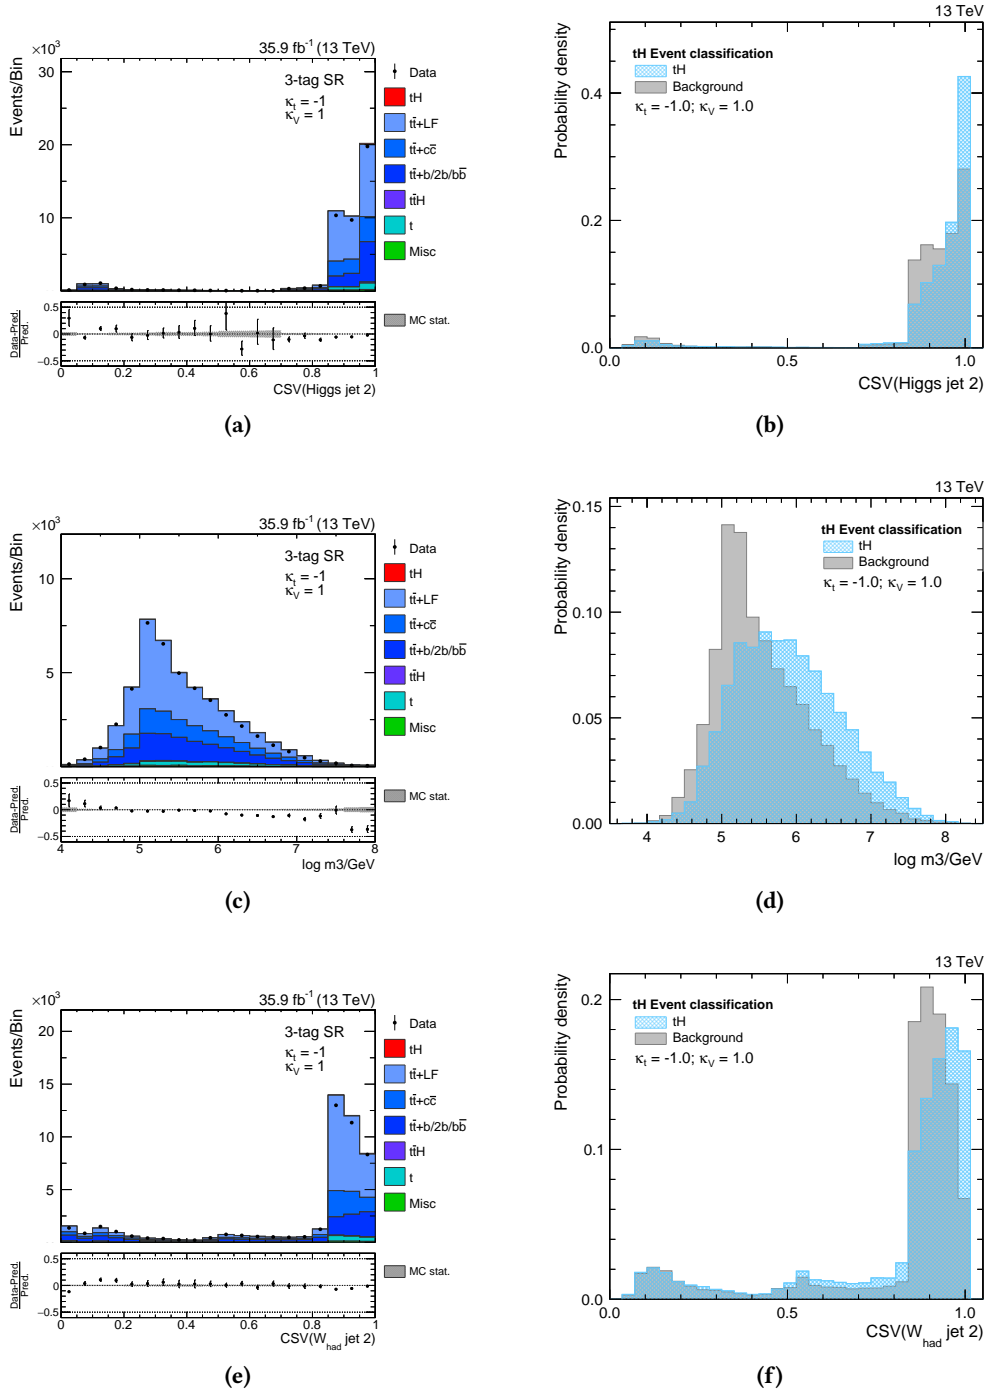 35.9 fb⁻¹ (13 TeV)
×10³
Events/Bin
30
20
10
3-tag SR
κt = -1
κV = 1
Data
tH
tt̄+LF
tt̄+cc̄
tt̄+b/2b/bb̄
tt̄H
t
Misc
Data-Pred.
Pred.
0.5
0
−0.5
MC stat.
0 0.2 0.4 0.6 0.8 1
CSV(Higgs jet 2)
(a)
13 TeV
Probability density
0.4
0.2
0.0
tH Event classification
tH
Background
κt = -1.0; κV = 1.0
0.0 0.5 1.0
CSV(Higgs jet 2)
(b)
35.9 fb⁻¹ (13 TeV)
×10³
Events/Bin
10
5
3-tag SR
κt = -1
κV = 1
Data
tH
tt̄+LF
tt̄+cc̄
tt̄+b/2b/bb̄
tt̄H
t
Misc
Data-Pred.
Pred.
0.5
0
−0.5
MC stat.
4 5 6 7 8
log m3/GeV
(c)
13 TeV
Probability density
0.15
0.10
0.05
0.00
tH Event classification
tH
Background
κt = -1.0; κV = 1.0
4 5 6 7 8
log m3/GeV
(d)
35.9 fb⁻¹ (13 TeV)
×10³
Events/Bin
20
15
10
5
3-tag SR
κt = -1
κV = 1
Data
tH
tt̄+LF
tt̄+cc̄
tt̄+b/2b/bb̄
tt̄H
t
Misc
Data-Pred.
Pred.
0.5
0
−0.5
MC stat.
0 0.2 0.4 0.6 0.8 1
CSV(Whad jet 2)
(e)
13 TeV
Probability density
0.2
0.1
0.0
tH Event classification
tH
Background
κt = -1.0; κV = 1.0
0.0 0.5 1.0
CSV(Whad jet 2)
(f)